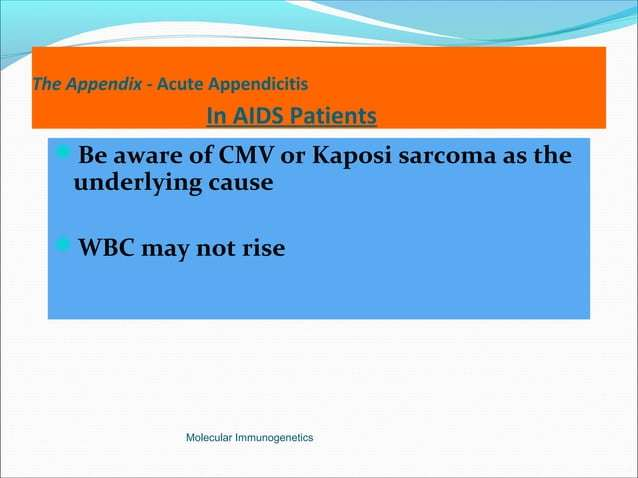 The Appendix - Acute Appendicitis
In AIDS Patients
Be aware of CMV or Kaposi sarcoma as the
underlying cause
WBC may not rise
Molecular Immunogenetics